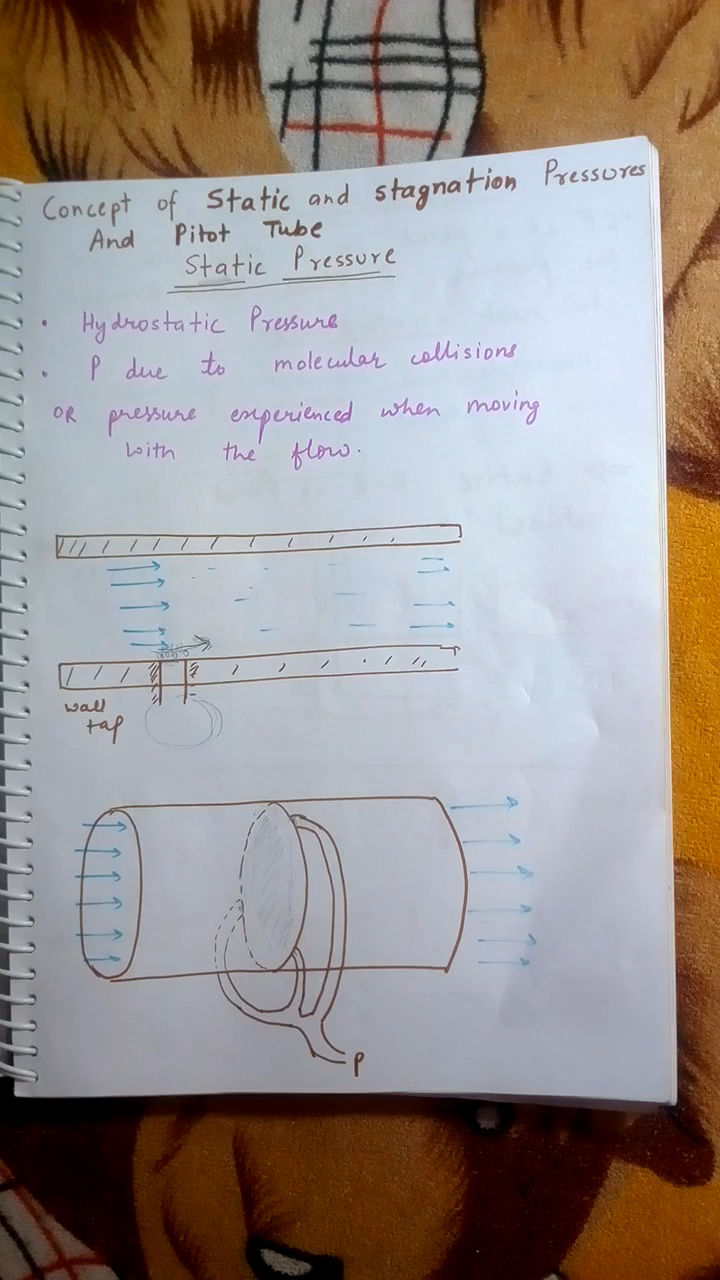 Concept of Static and stagnation Pressures
And Pitot Tube
Static Pressure
• Hydrostatic Pressure
• P due to molecular collisions
OR pressure experienced when moving
with the flow.
wall
tap
P